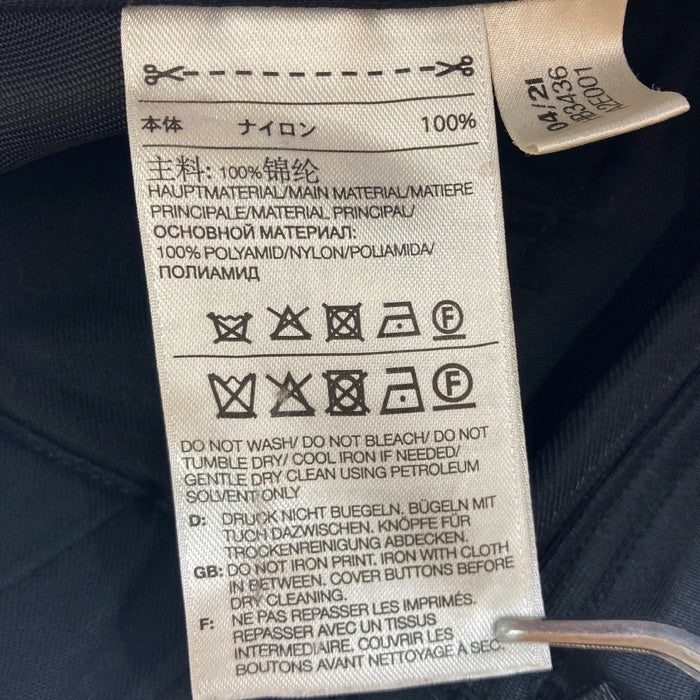 本体 ナイロン 100%
主料: 100%锦纶
HAUPTMATERIAL/MAIN MATERIAL/MATIERE
PRINCIPALE/MATERIAL PRINCIPAL/
ОСНОВНОЙ МАТЕРИАЛ:
100% POLYAMID/NYLON/POLIAMIDA/
ПОЛИАМИД
F
F
DO NOT WASH/ DO NOT BLEACH/ DO NOT
TUMBLE DRY/ COOL IRON IF NEEDED/
GENTLE DRY CLEAN USING PETROLEUM
SOLVENT ONLY
D: DRUCK NICHT BUEGELN, BÜGELN MIT
TUCH DAZWISCHEN. KNÖPFE FÜR
TROCKENREINIGUNG ABDECKEN.
GB: DO NOT IRON PRINT. IRON WITH CLOTH
IN BETWEEN. COVER BUTTONS BEFORE
DRY CLEANING.
F: NE PAS REPASSER LES IMPRIMÉS.
REPASSER AVEC UN TISSUS
INTERMEDIAIRE. COUVRIR LES
BOUTONS AVANT NETTOYAGE A SEC.
04/21